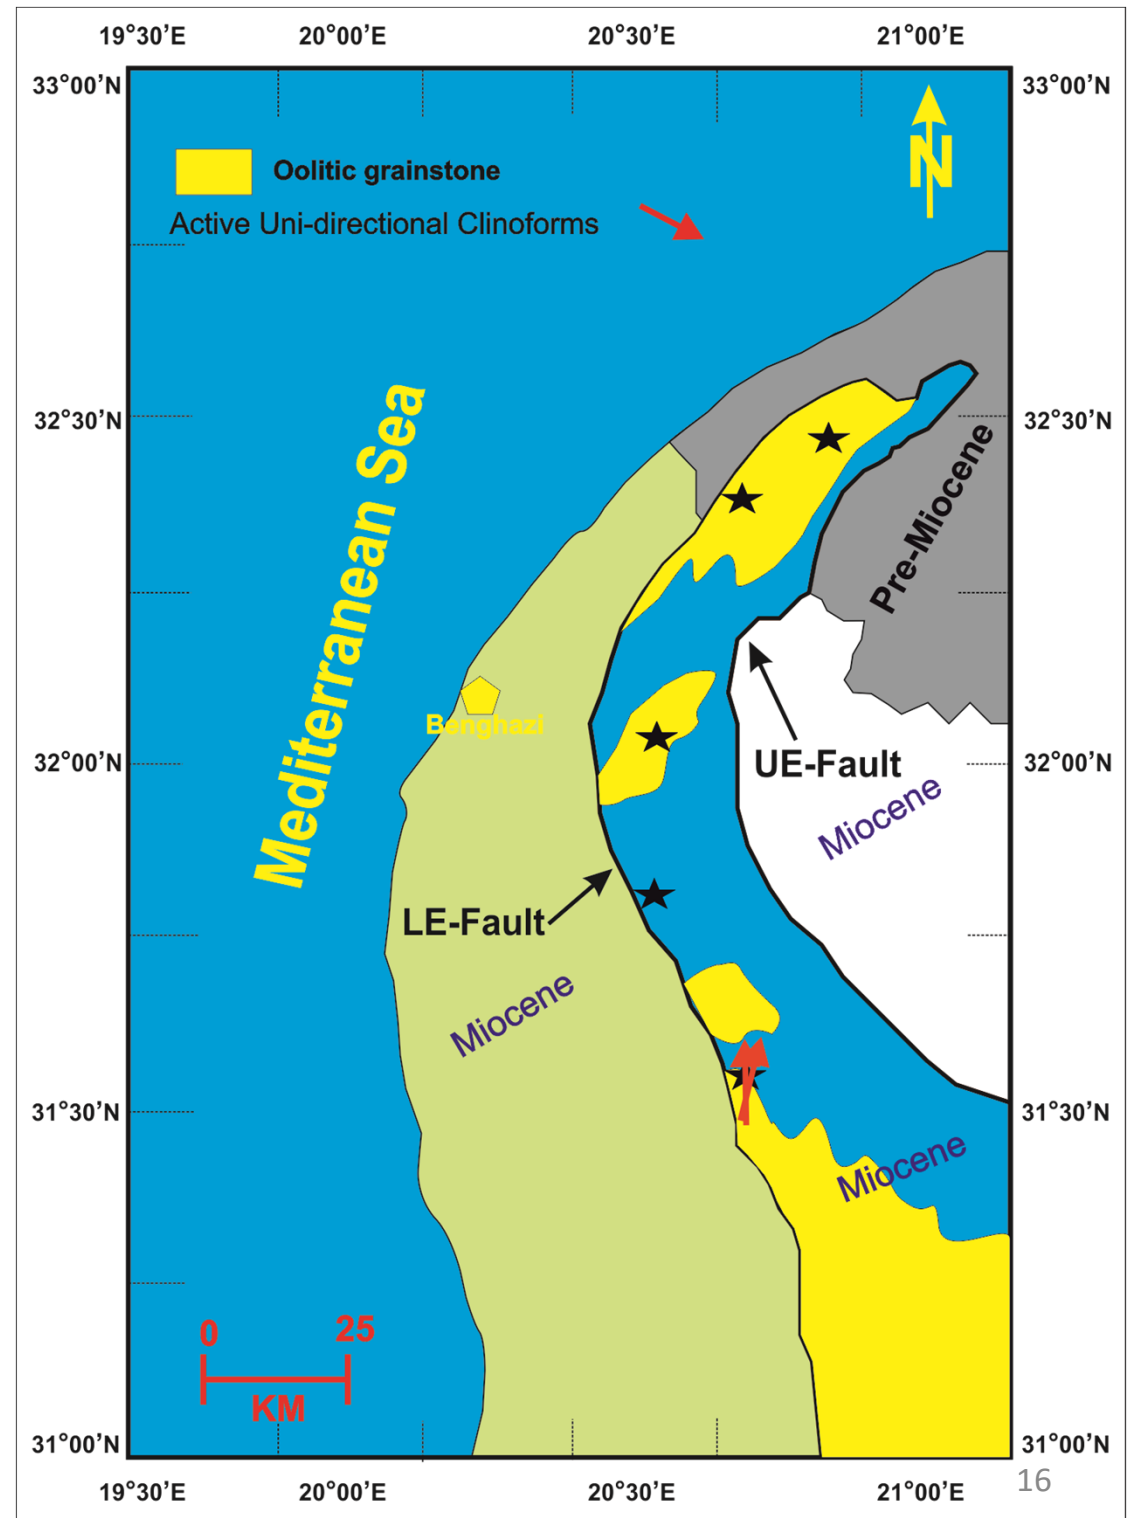 19°30’E 20°00’E 20°30’E 21°00’E
33°00’N 33°00’N
N
Oolitic grainstone
Active Uni-directional Clinoforms
32°30’N 32°30’N
Mediterranean Sea
Pre-Miocene
Benghazi
32°00’N 32°00’N
UE-Fault
Miocene
LE-Fault
Miocene
31°30’N 31°30’N
Miocene
0 25
KM
31°00’N 31°00’N
16
19°30’E 20°00’E 20°30’E 21°00’E